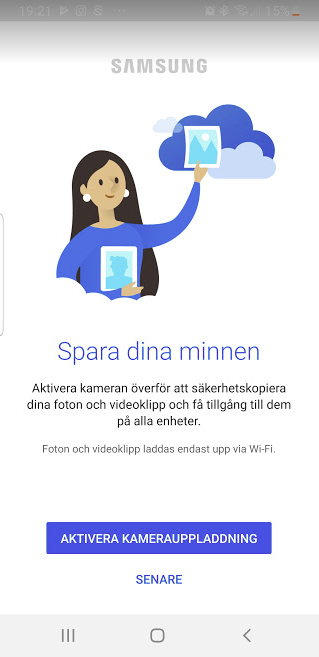 19:21 15%
SAMSUNG
Spara dina minnen
Aktivera kameran överför att säkerhetskopiera
dina foton och videoklipp och få tillgång till dem
på alla enheter.
Foton och videoklipp laddas endast upp via Wi-Fi.
AKTIVERA KAMERAUPPLADDNING
SENARE